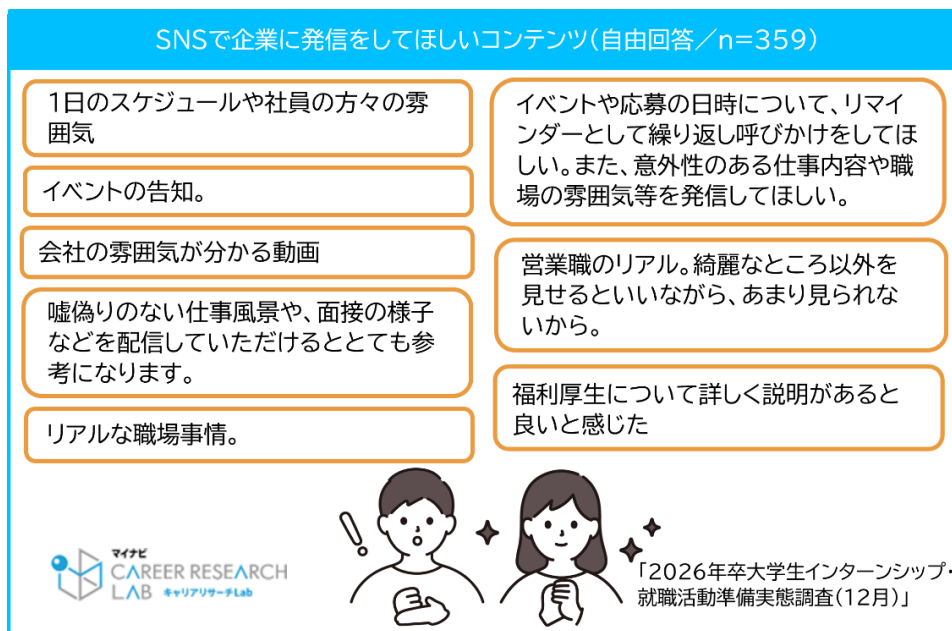 SNSで企業に発信をしてほしいコンテンツ(自由回答／n=359)
1日のスケジュールや社員の方々の雰
囲気
イベントの告知。
会社の雰囲気が分かる動画
嘘偽りのない仕事風景や、面接の様子
などを配信していただけるととても参
考になります。
リアルな職場事情。
イベントや応募の日時について、リマイ
ンダーとして繰り返し呼びかけをしてほ
しい。また、意外性のある仕事内容や職
場の雰囲気等を発信してほしい。
営業職のリアル。綺麗なところ以外を
見せるといいながら、あまり見られな
いから。
福利厚生について詳しく説明があると
良いと感じた
マイナビ
CAREER RESEARCH
LAB キャリアリサーチLab
「2026年卒大学生インターンシップ・
就職活動準備実態調査(12月)」